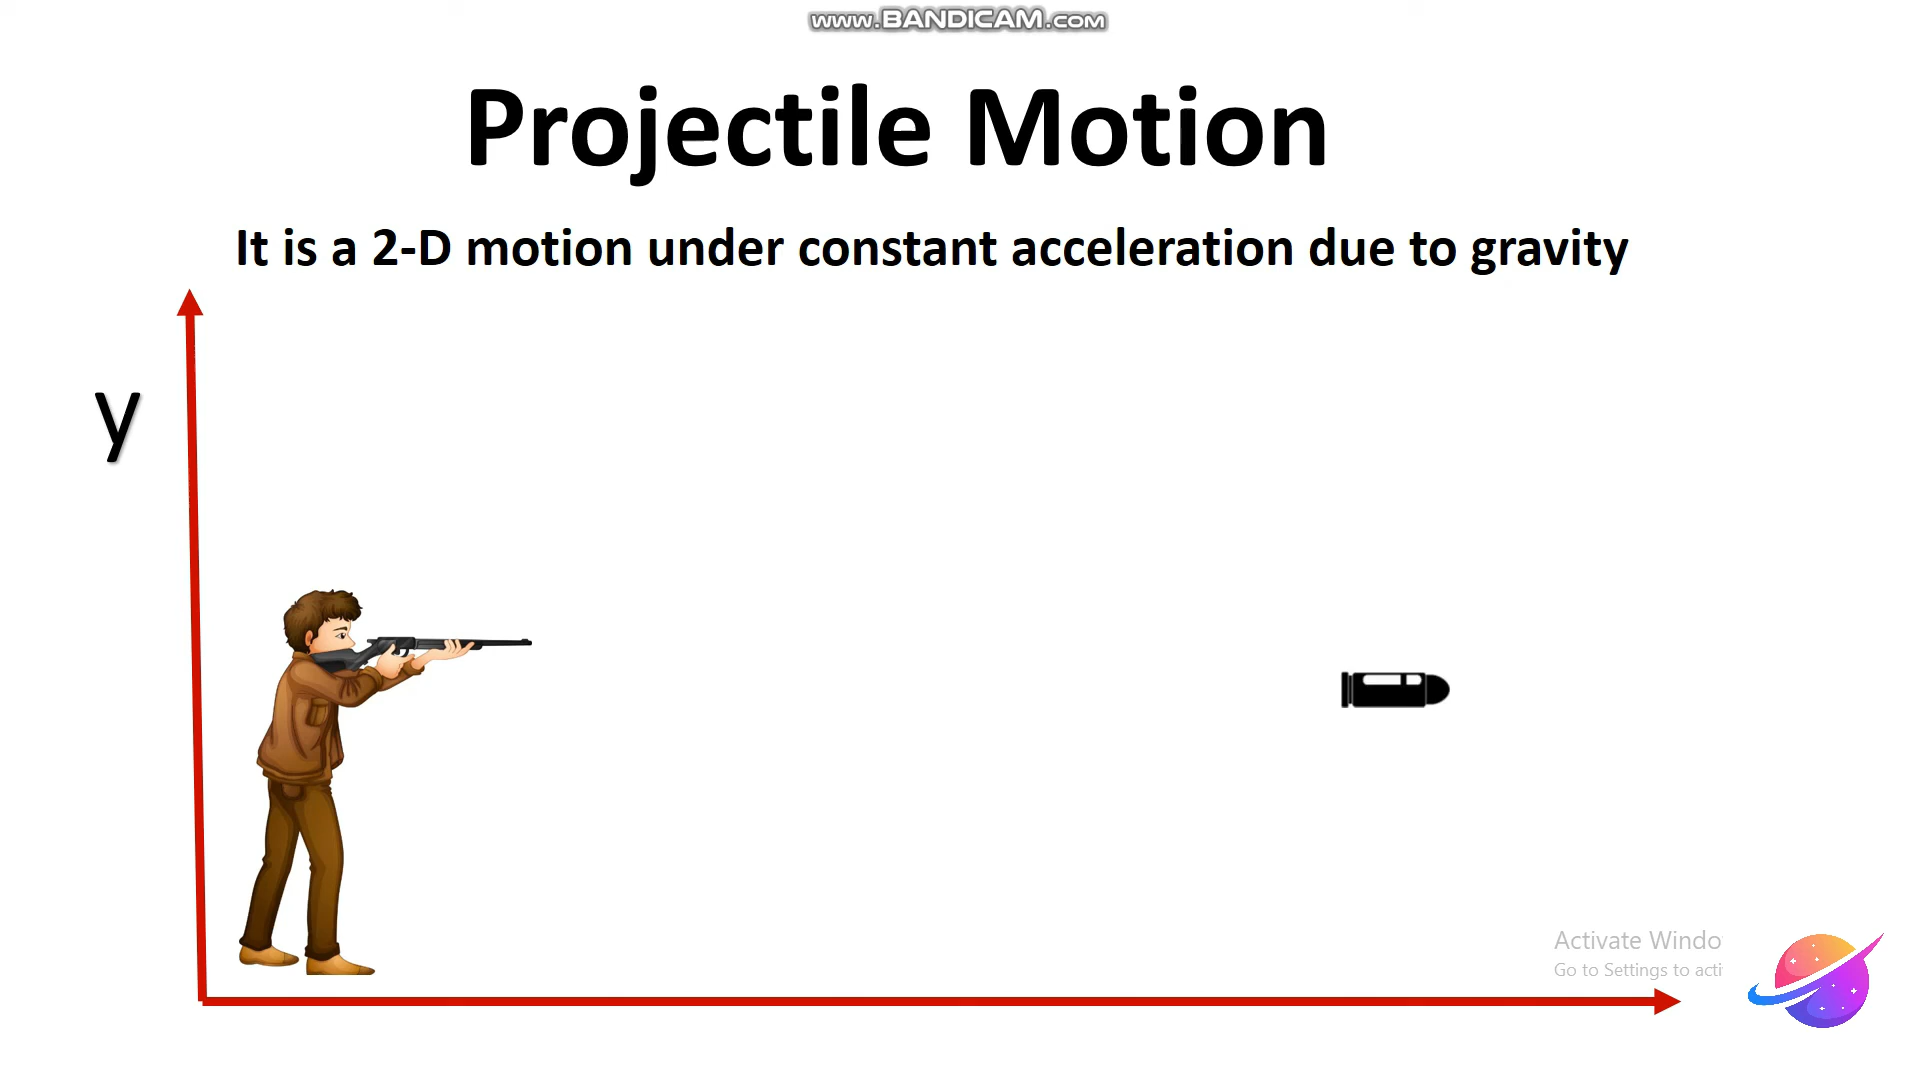 www.BANDICAM.com
Projectile Motion
It is a 2-D motion under constant acceleration due to gravity
y
Activate Windo
Go to Settings to acti